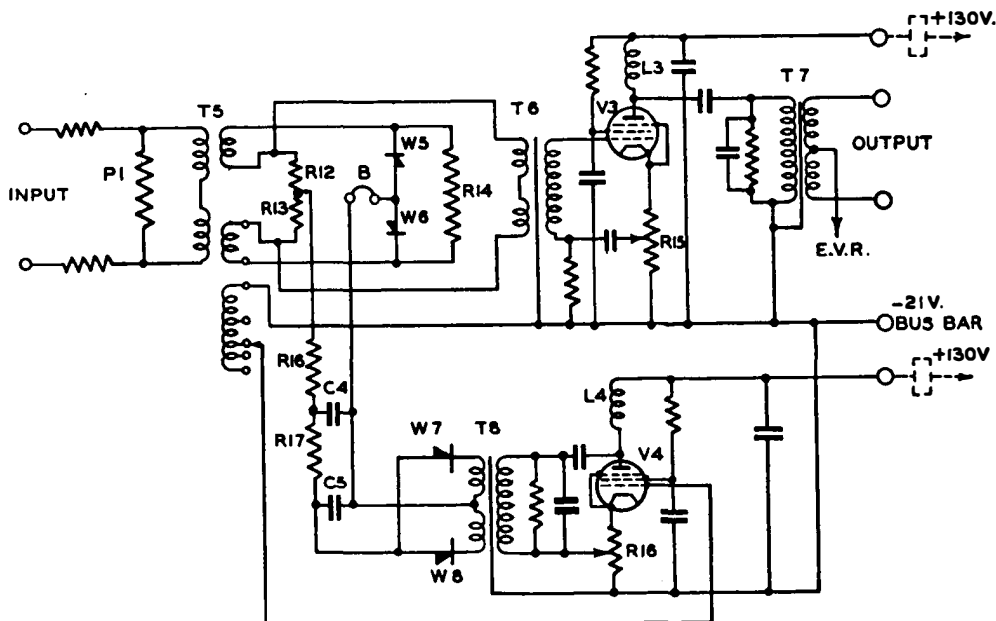 +130V.
L3
T5
T6
V3
T7
P1
W5
OUTPUT
R12
B
R14
INPUT
R13
W6
R15
E.V.R.
-21V.
BUS BAR
R16
+130V
C4
L4
R17
W7
T8
V4
C5
R16
W8